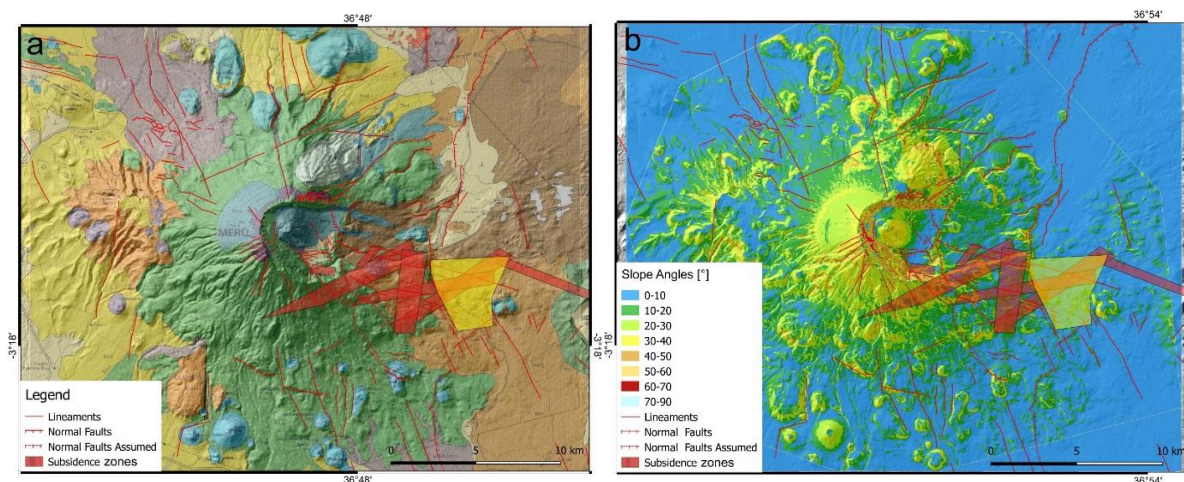 36°48'
36°54'
a
b
MERU
-3°18'
-3°18'
-3°18'
Legend
Lineaments
Normal Faults
Normal Faults Assumed
Subsidence zones
0 5 10 km
36°48'
Slope Angles [°]
0-10
10-20
20-30
30-40
40-50
50-60
60-70
70-90
Lineaments
Normal Faults
Normal Faults Assumed
Subsidence zones
0 5 10 km
36°54'